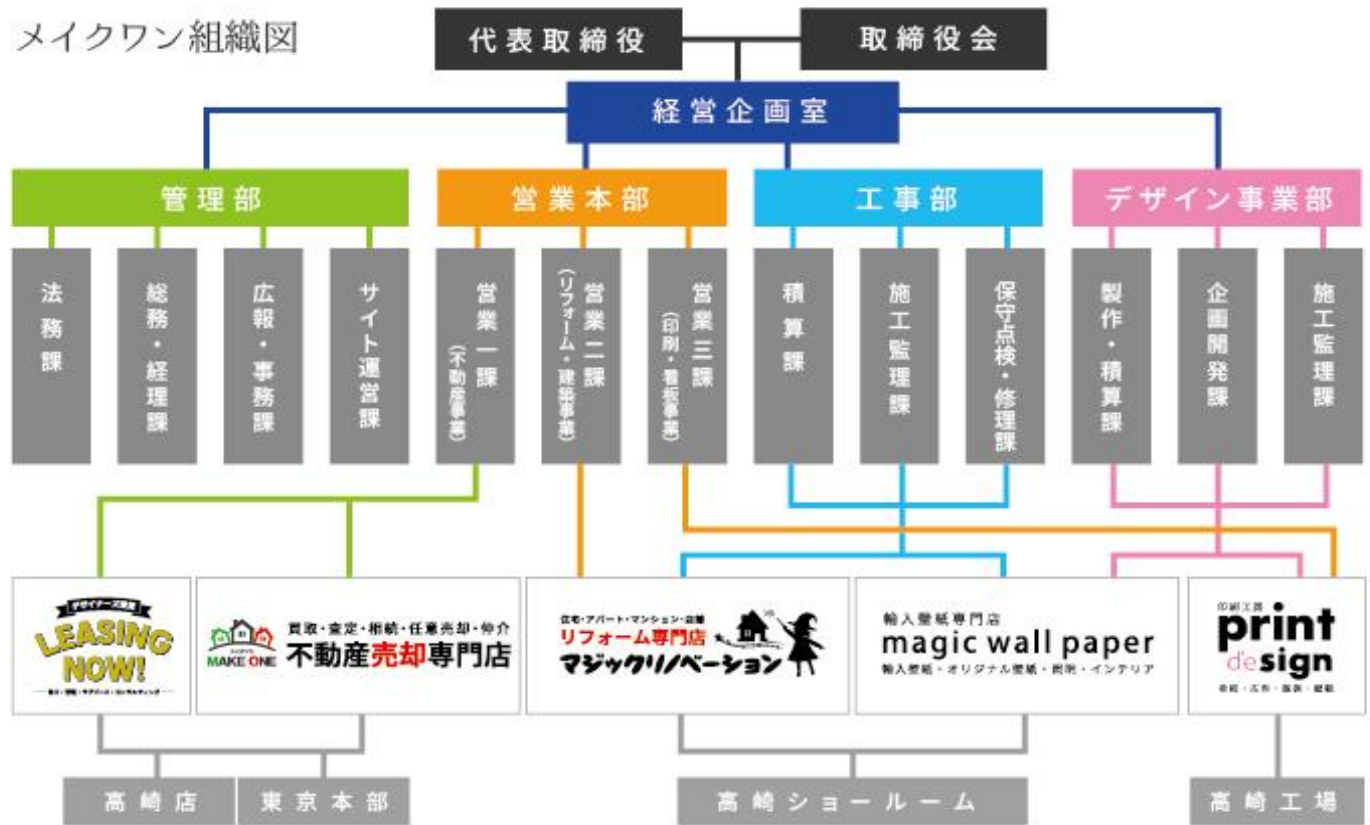 メイクワン組織図
代表取締役
取締役会
経営企画室
管理部
営業本部
工事部
デザイン事業部
法務課
総務・経理課
広報・事務課
サイト運営課
営業一課
(不動産事業)
営業二課
(リフォーム・建築事業)
営業三課
(印刷・看板事業)
積算課
施工監理課
保守点検・修理課
製作・積算課
企画開発課
施工監理課
LEASING
NOW!
MAKE ONE
買取・査定・相続・任意売却・仲介
不動産売却専門店
住宅・アパート・マンション・店舗
リフォーム専門店
マジックリノベーション
輸入壁紙専門店
magic wall paper
輸入壁紙・オリジナル壁紙・照明・インテリア
印刷工房
print
de sign
高崎店
東京本部
高崎ショールーム
高崎工場